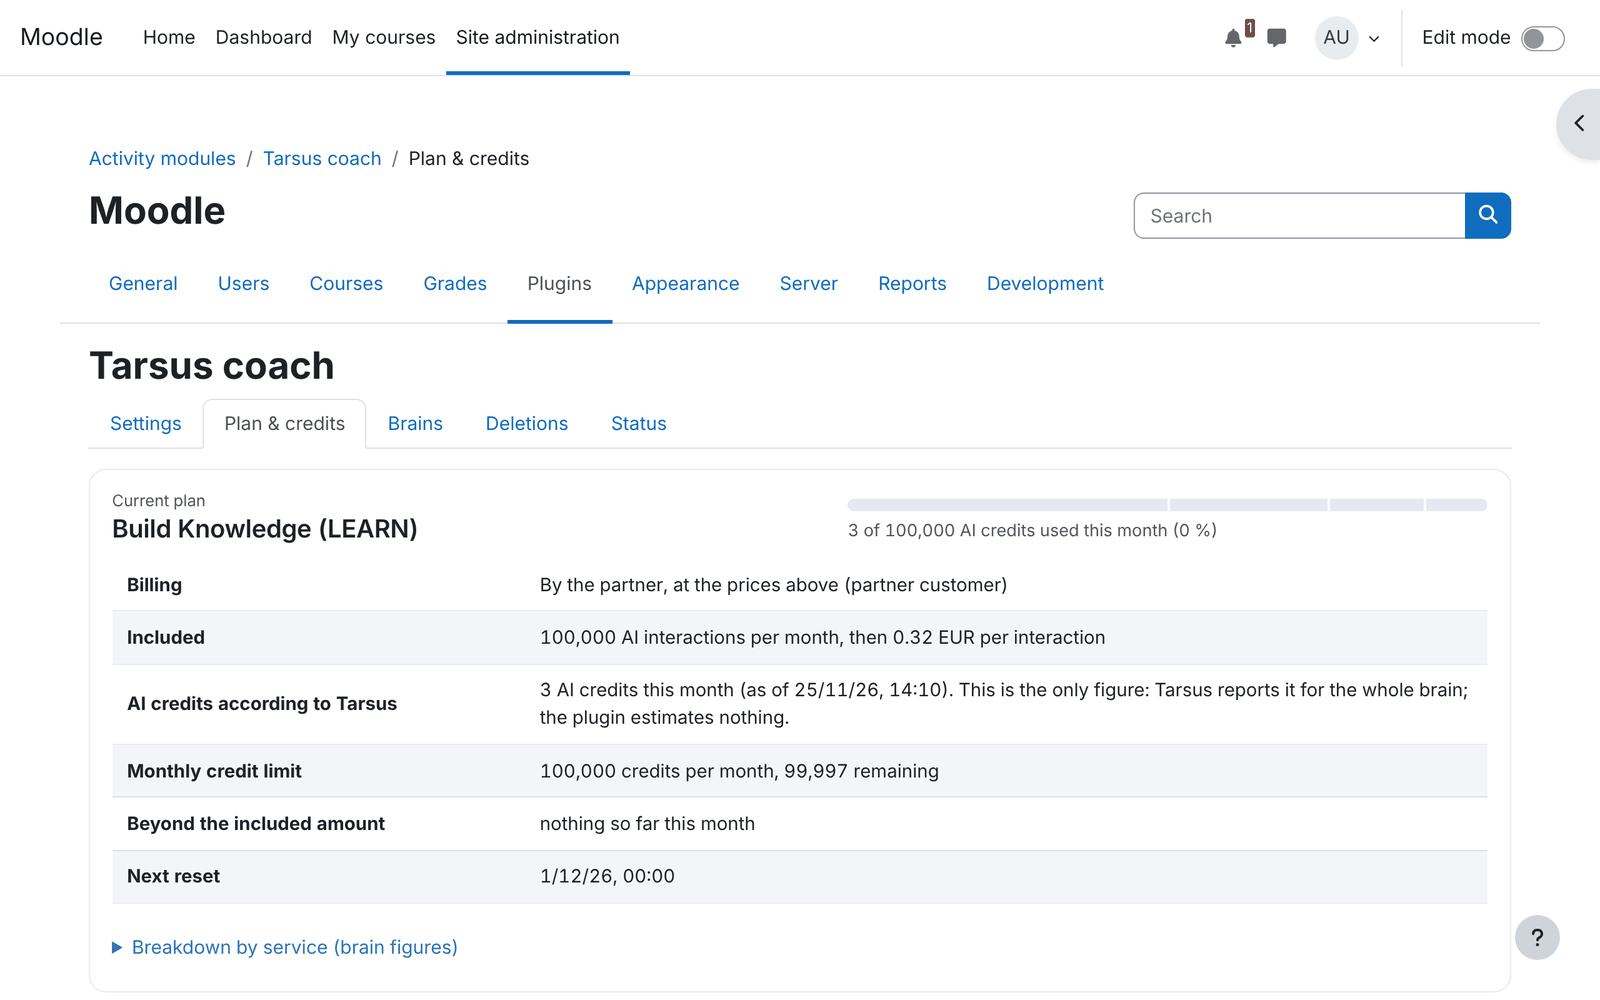 Moodle
Home
Dashboard
My courses
Site administration
1
AU
Edit mode
Activity modules / Tarsus coach / Plan & credits
Moodle
Search
General
Users
Courses
Grades
Plugins
Appearance
Server
Reports
Development
Tarsus coach
Settings
Plan & credits
Brains
Deletions
Status
Current plan
Build Knowledge (LEARN)
3 of 100,000 AI credits used this month (0 %)
Billing
By the partner, at the prices above (partner customer)
Included
100,000 AI interactions per month, then 0.32 EUR per interaction
AI credits according to Tarsus
3 AI credits this month (as of 25/11/26, 14:10). This is the only figure: Tarsus reports it for the whole brain;
the plugin estimates nothing.
Monthly credit limit
100,000 credits per month, 99,997 remaining
Beyond the included amount
nothing so far this month
Next reset
1/12/26, 00:00
Breakdown by service (brain figures)
?